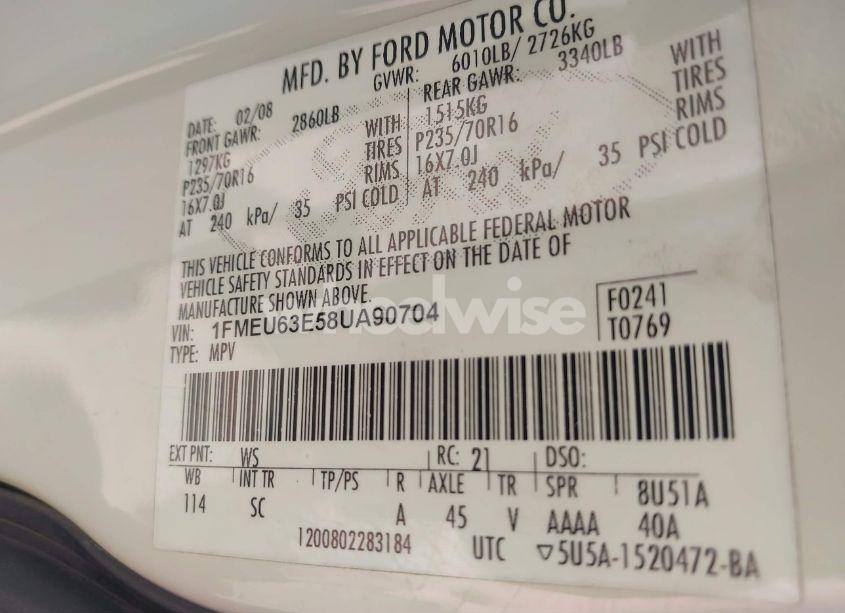 MFD. BY FORD MOTOR CO.
DATE: 02/08 GVWR: 6010LB/ 2726KG
FRONT GAWR: 2860LB REAR GAWR: 3340LB
1297KG WITH 1515KG WITH
P235/70R16 TIRES P235/70R16 TIRES
16X7.0J RIMS 16X7.0J RIMS
AT 240 kPa/ 35 PSI COLD AT 240 kPa/ 35 PSI COLD
THIS VEHICLE CONFORMS TO ALL APPLICABLE FEDERAL MOTOR
VEHICLE SAFETY STANDARDS IN EFFECT ON THE DATE OF
MANUFACTURE SHOWN ABOVE.
VIN: 1FMEU63E58UA90704 F0241
TYPE: MPV T0769
EXT PNT: WS RC: 21 DSO:
WB INT TR TP/PS R AXLE TR SPR 8U51A
114 SC A 45 V AAAA 40A
1200802283184 UTC ▽5U5A-1520472-BA